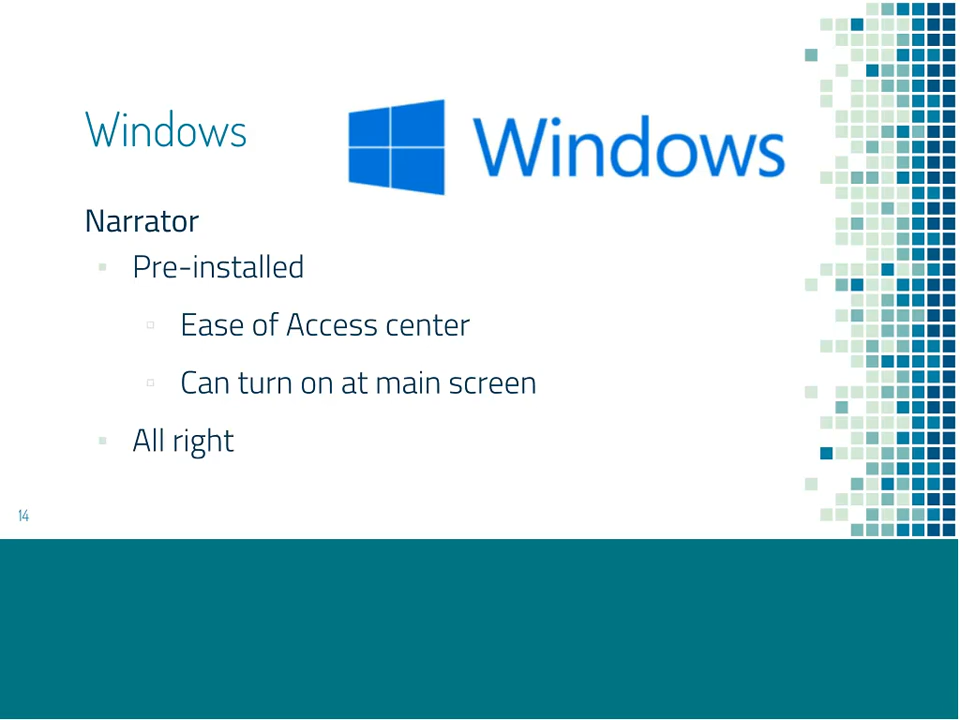 Windows
Windows
Narrator
Pre-installed
Ease of Access center
Can turn on at main screen
All right
14